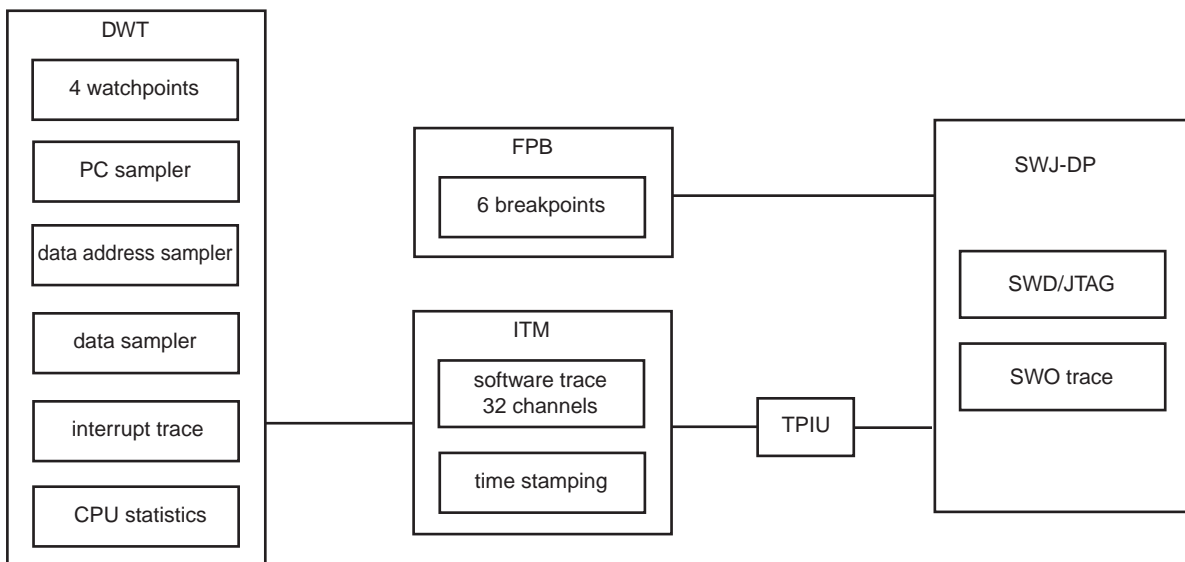 DWT
4 watchpoints
PC sampler
data address sampler
data sampler
interrupt trace
CPU statistics
FPB
6 breakpoints
ITM
software trace
32 channels
time stamping
TPIU
SWJ-DP
SWD/JTAG
SWO trace